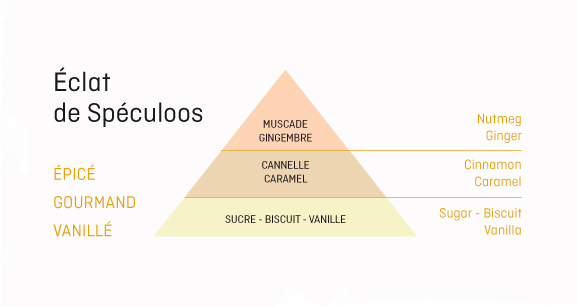 Éclat
de Spéculoos
ÉPICÉ
GOURMAND
VANILLÉ
MUSCADE
GINGEMBRE
CANNELLE
CARAMEL
SUCRE - BISCUIT - VANILLE
Nutmeg
Ginger
Cinnamon
Caramel
Sugar - Biscuit
Vanilla